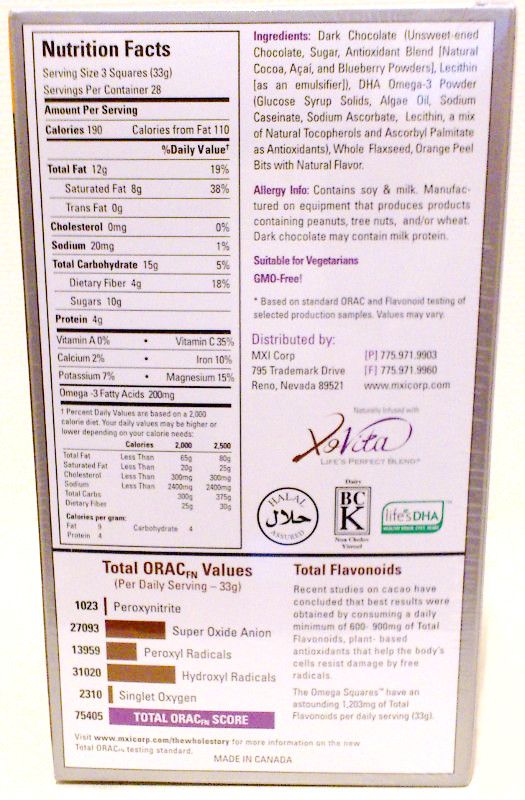 Nutrition Facts
Serving Size 3 Squares (33g)
Servings Per Container 28
Amount Per Serving
Calories 190 Calories from Fat 110
%Daily Value†
Total Fat 12g 19%
Saturated Fat 8g 38%
Trans Fat 0g
Cholesterol 0mg 0%
Sodium 20mg 1%
Total Carbohydrate 15g 5%
Dietary Fiber 4g 18%
Sugars 10g
Protein 4g
Vitamin A 0% • Vitamin C 35%
Calcium 2% • Iron 10%
Potassium 7% • Magnesium 15%
Omega -3 Fatty Acids 200mg
† Percent Daily Values are based on a 2,000
calorie diet. Your daily values may be higher or
lower depending on your calorie needs:
Calories 2,000 2,500
Total Fat Less Than 65g 80g
Saturated Fat Less Than 20g 25g
Cholesterol Less Than 300mg 300mg
Sodium Less Than 2400mg 2400mg
Total Carbs 300g 375g
Dietary Fiber 25g 30g
Calories per gram:
Fat 9 Carbohydrate 4
Protein 4
Ingredients: Dark Chocolate (Unsweet-ened
Chocolate, Sugar, Antioxidant Blend [Natural
Cocoa, Açaí, and Blueberry Powders], Lecithin
[as an emulsifier]), DHA Omega-3 Powder
(Glucose Syrup Solids, Algae Oil, Sodium
Caseinate, Sodium Ascorbate, Lecithin, a mix
of Natural Tocopherols and Ascorbyl Palmitate
as Antioxidants), Whole Flaxseed, Orange Peel
Bits with Natural Flavor.
Allergy Info: Contains soy & milk. Manufac-
tured on equipment that produces products
containing peanuts, tree nuts, and/or wheat.
Dark chocolate may contain milk protein.
Suitable for Vegetarians
GMO-Free!
* Based on standard ORAC and Flavonoid testing of
selected production samples. Values may vary.
Distributed by:
MXI Corp [P] 775.971.9903
795 Trademark Drive [F] 775.971.9960
Reno, Nevada 89521 www.mxicorp.com
Naturally Infused with
XoVita
LIFE'S PERFECT BLEND
HALAL
حلال
ASSURED
Dairy
BC
K
Non Cholov
Yisroel
life'sDHA
Total ORACFN Values
(Per Daily Serving – 33g)
1023 Peroxynitrite
27093 Super Oxide Anion
13959 Peroxyl Radicals
31020 Hydroxyl Radicals
2310 Singlet Oxygen
75405 TOTAL ORACFN SCORE
Total Flavonoids
Recent studies on cacao have
concluded that best results were
obtained by consuming a daily
minimum of 600- 900mg of Total
Flavonoids, plant- based
antioxidants that help the body's
cells resist damage by free
radicals.
The Omega Squares™ have an
astounding 1,203mg of Total
Flavonoids per daily serving (33g).
Visit www.mxicorp.com/thewholestory for more information on the new
Total ORACFN testing standard.
MADE IN CANADA